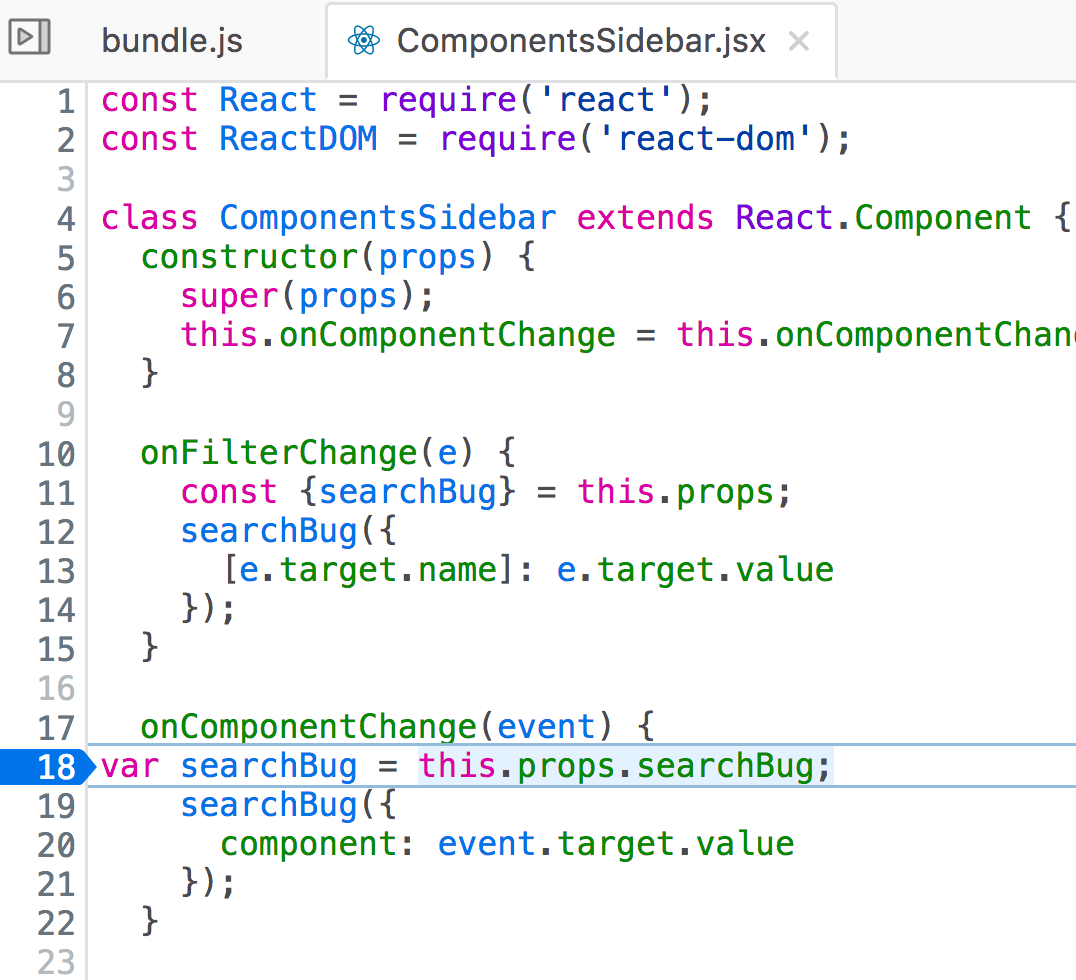 bundle.js ComponentsSidebar.jsx ×
1 const React = require('react');
2 const ReactDOM = require('react-dom');
3
4 class ComponentsSidebar extends React.Component {
5   constructor(props) {
6     super(props);
7     this.onComponentChange = this.onComponentChan
8   }
9
10   onFilterChange(e) {
11     const {searchBug} = this.props;
12     searchBug({
13       [e.target.name]: e.target.value
14     });
15   }
16
17   onComponentChange(event) {
18 var searchBug = this.props.searchBug;
19     searchBug({
20       component: event.target.value
21     });
22   }
23